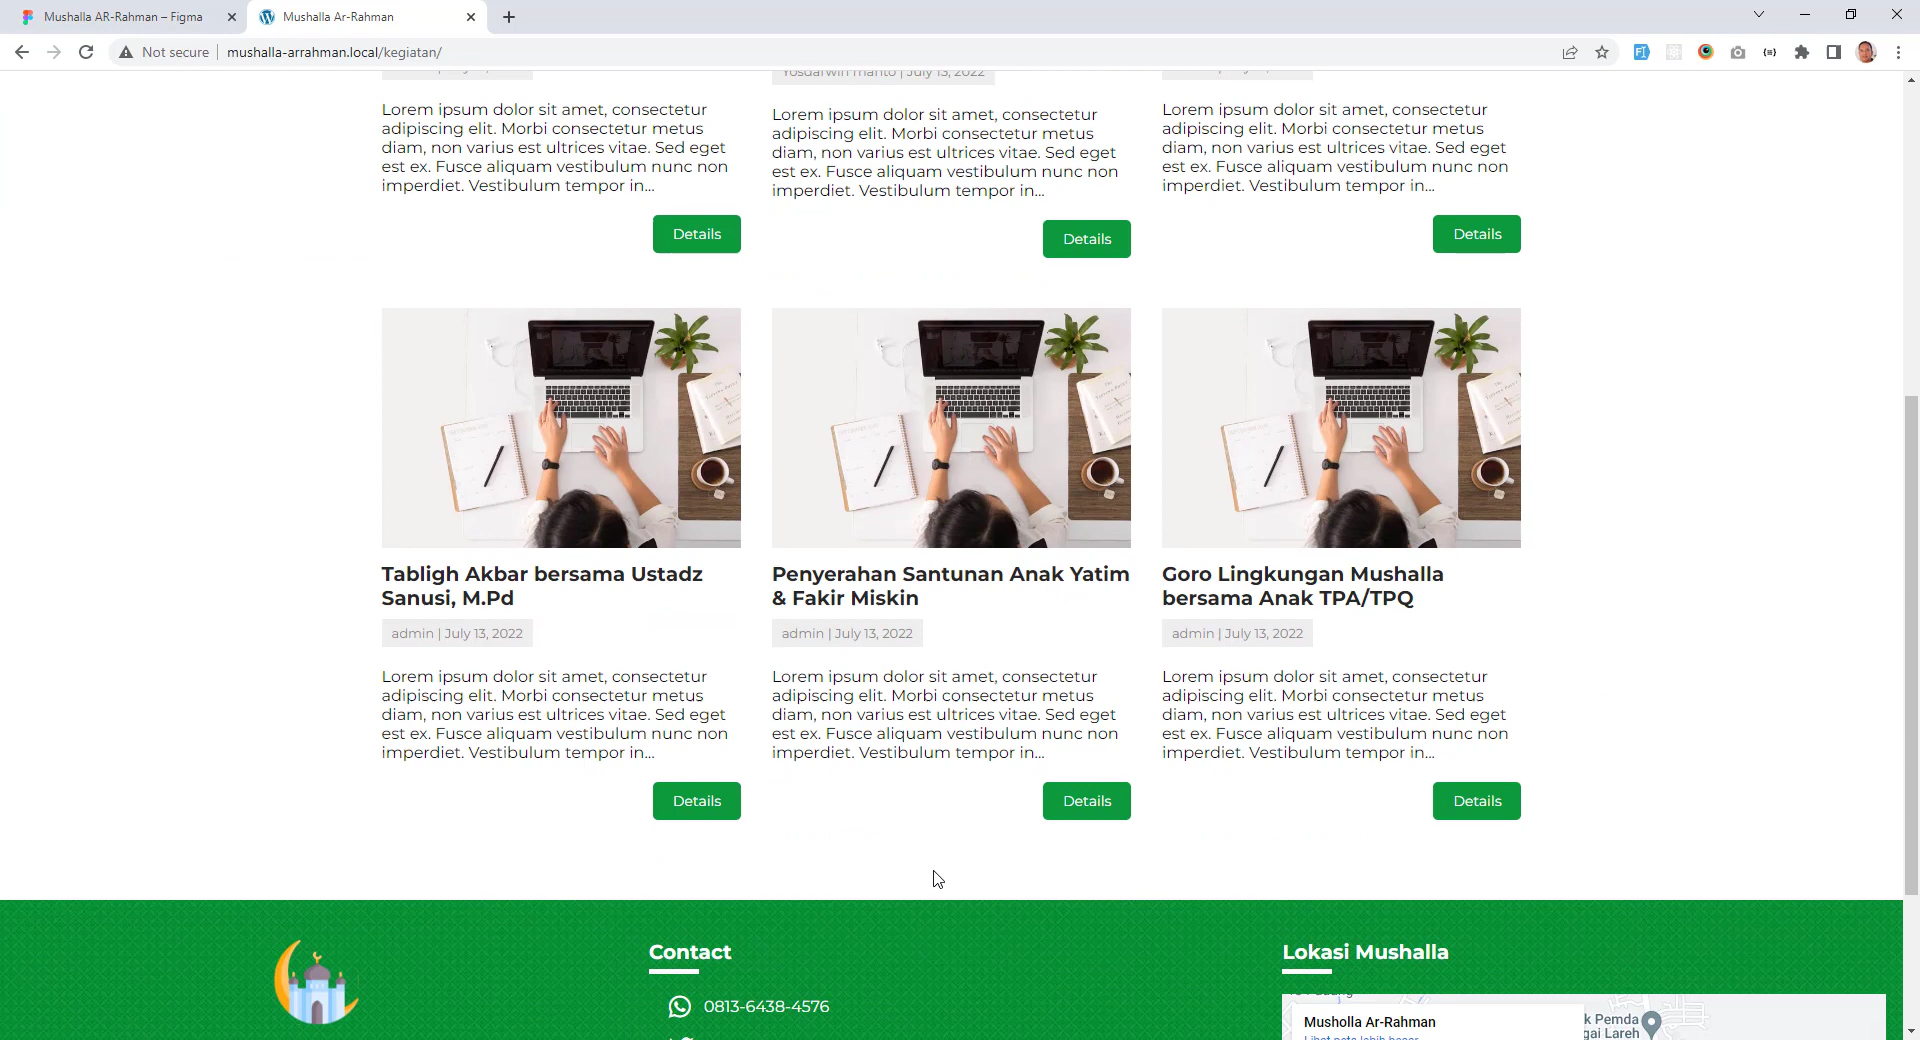 Mushalla AR-Rahman – Figma
Mushalla Ar-Rahman
Not secure
mushalla-arrahman.local/kegiatan/
Yosdarwin Rianto | July 13, 2022
Lorem ipsum dolor sit amet, consectetur
adipiscing elit. Morbi consectetur metus
diam, non varius est ultrices vitae. Sed eget
est ex. Fusce aliquam vestibulum nunc non
imperdiet. Vestibulum tempor in...
Details
Lorem ipsum dolor sit amet, consectetur
adipiscing elit. Morbi consectetur metus
diam, non varius est ultrices vitae. Sed eget
est ex. Fusce aliquam vestibulum nunc non
imperdiet. Vestibulum tempor in...
Details
Lorem ipsum dolor sit amet, consectetur
adipiscing elit. Morbi consectetur metus
diam, non varius est ultrices vitae. Sed eget
est ex. Fusce aliquam vestibulum nunc non
imperdiet. Vestibulum tempor in...
Details
Tabligh Akbar bersama Ustadz
Sanusi, M.Pd
admin | July 13, 2022
Lorem ipsum dolor sit amet, consectetur
adipiscing elit. Morbi consectetur metus
diam, non varius est ultrices vitae. Sed eget
est ex. Fusce aliquam vestibulum nunc non
imperdiet. Vestibulum tempor in...
Details
Penyerahan Santunan Anak Yatim
& Fakir Miskin
admin | July 13, 2022
Lorem ipsum dolor sit amet, consectetur
adipiscing elit. Morbi consectetur metus
diam, non varius est ultrices vitae. Sed eget
est ex. Fusce aliquam vestibulum nunc non
imperdiet. Vestibulum tempor in...
Details
Goro Lingkungan Mushalla
bersama Anak TPA/TPQ
admin | July 13, 2022
Lorem ipsum dolor sit amet, consectetur
adipiscing elit. Morbi consectetur metus
diam, non varius est ultrices vitae. Sed eget
est ex. Fusce aliquam vestibulum nunc non
imperdiet. Vestibulum tempor in...
Details
Contact
0813-6438-4576
Lokasi Mushalla
Musholla Ar-Rahman
k Pemda
gai Lareh